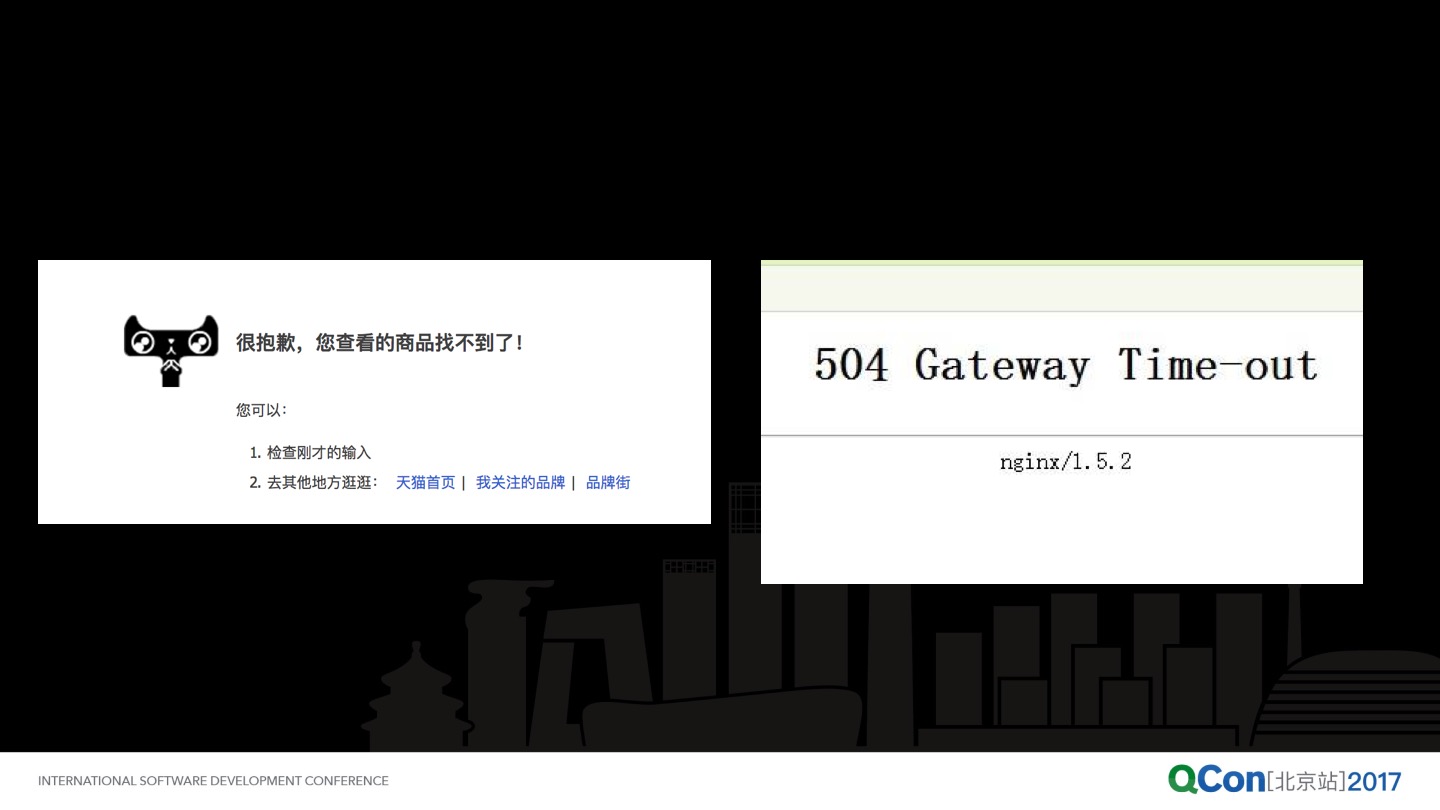 很抱歉，您查看的商品找不到了！
您可以：
1. 检查刚才的输入
2. 去其他地方逛逛： 天猫首页 | 我关注的品牌 | 品牌街
504 Gateway Time-out
nginx/1.5.2
INTERNATIONAL SOFTWARE DEVELOPMENT CONFERENCE
QCon[北京站]2017